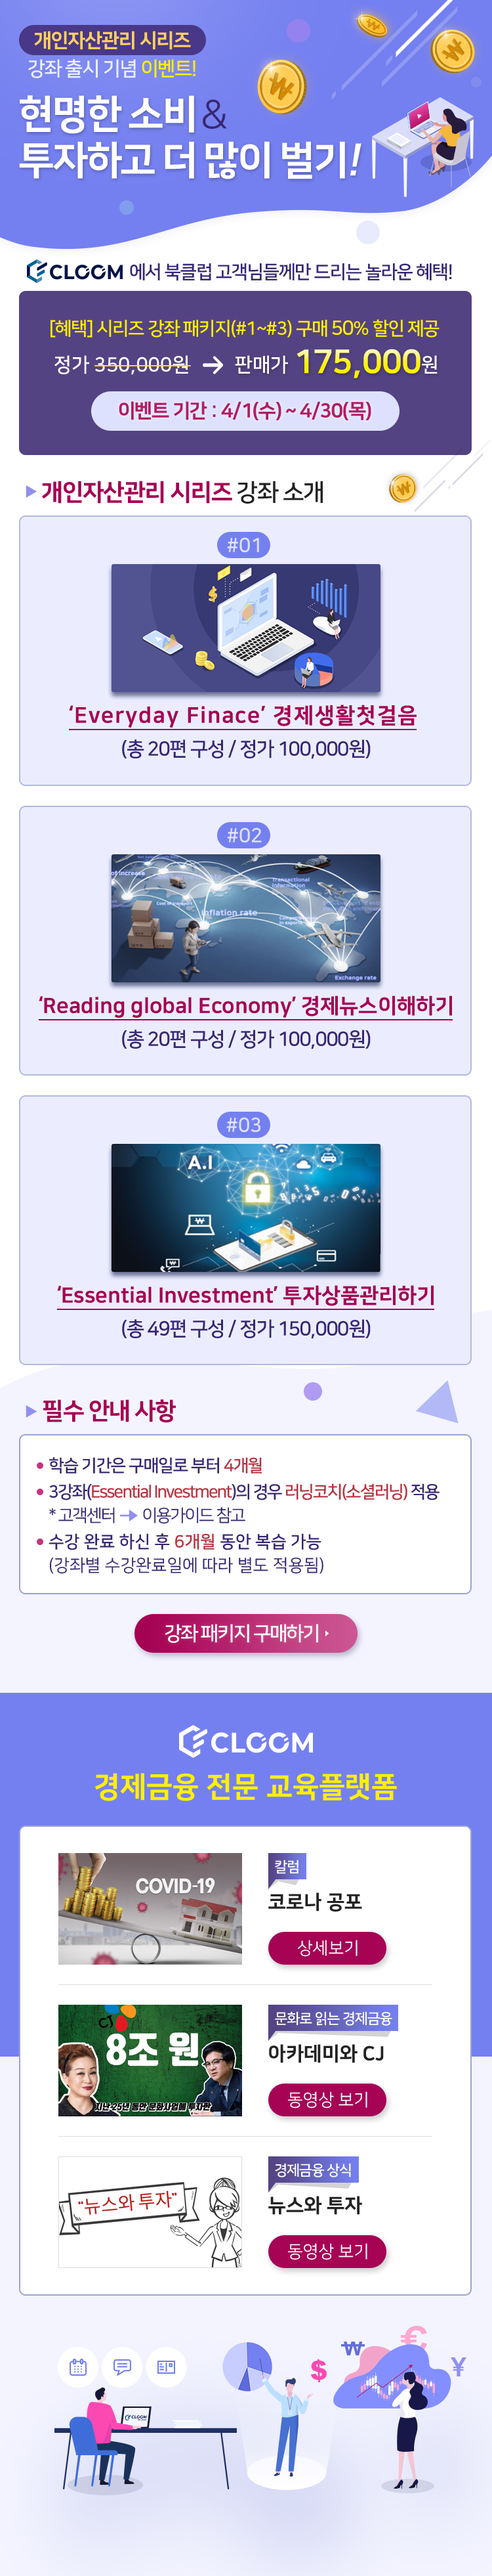 개인자산관리 시리즈
강좌 출시 기념 이벤트!
현명한 소비 &
투자하고 더 많이 벌기!
CLOOM 에서 북클럽 고객님들께만 드리는 놀라운 혜택!
[혜택] 시리즈 강좌 패키지(#1~#3) 구매 50% 할인 제공
정가 350,000원 → 판매가 175,000원
이벤트 기간 : 4/1(수) ~ 4/30(목)
▶ 개인자산관리 시리즈 강좌 소개
#01
‘Everyday Finace’ 경제생활첫걸음
(총 20편 구성 / 정가 100,000원)
#02
Transactional
information
Inflation rate
Exchange rate
‘Reading global Economy’ 경제뉴스이해하기
(총 20편 구성 / 정가 100,000원)
#03
A.I
‘Essential Investment’ 투자상품관리하기
(총 49편 구성 / 정가 150,000원)
▶ 필수 안내 사항
• 학습 기간은 구매일로 부터 4개월
• 3강좌(Essential Investment)의 경우 러닝코치(소셜러닝) 적용
* 고객센터 → 이용가이드 참고
• 수강 완료 하신 후 6개월 동안 복습 가능
(강좌별 수강완료일에 따라 별도 적용됨)
강좌 패키지 구매하기
CLOOM
경제금융 전문 교육플랫폼
COVID-19
칼럼
코로나 공포
상세보기
CJ
8조 원
지난 25년 동안 문화사업에 투자한
문화로 읽는 경제금융
아카데미와 CJ
동영상 보기
"뉴스와 투자"
경제금융 상식
뉴스와 투자
동영상 보기
₩ € $ ¥
CLOOM